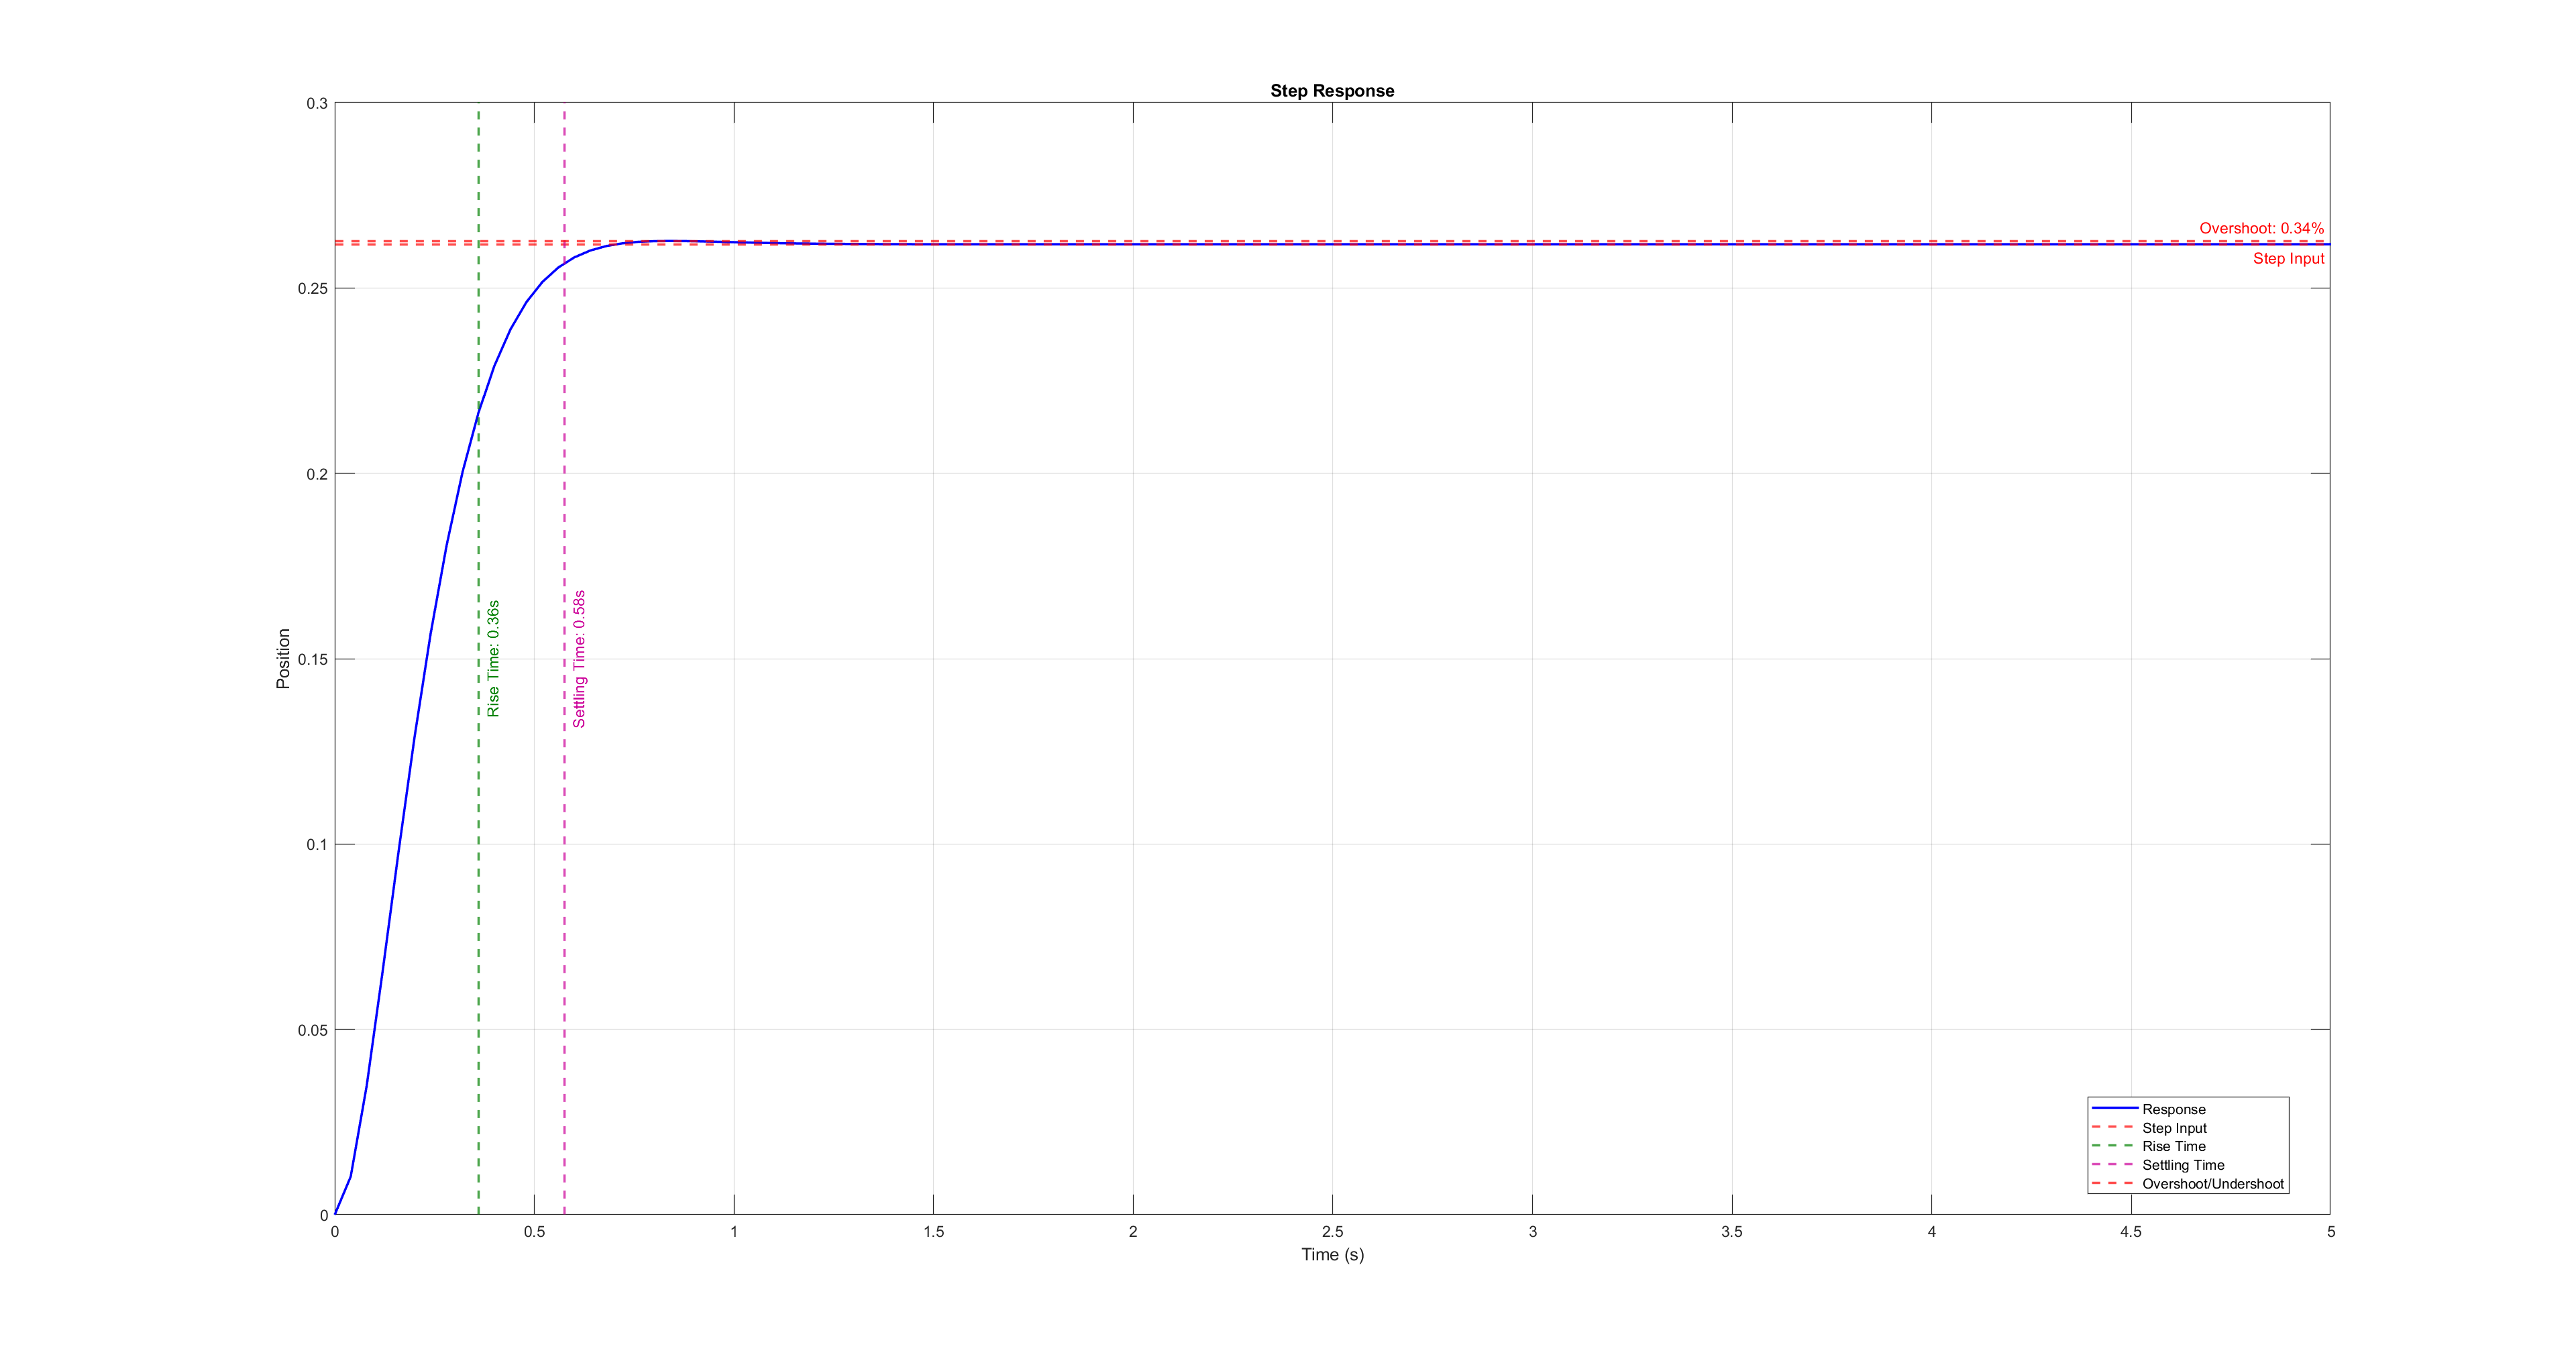 Step Response
0.3
0.25
0.2
0.15
0.1
0.05
0
Position
Rise Time: 0.36s
Settling Time: 0.58s
Overshoot: 0.34%
Step Input
Response
Step Input
Rise Time
Settling Time
Overshoot/Undershoot
0 0.5 1 1.5 2 2.5 3 3.5 4 4.5 5
Time (s)